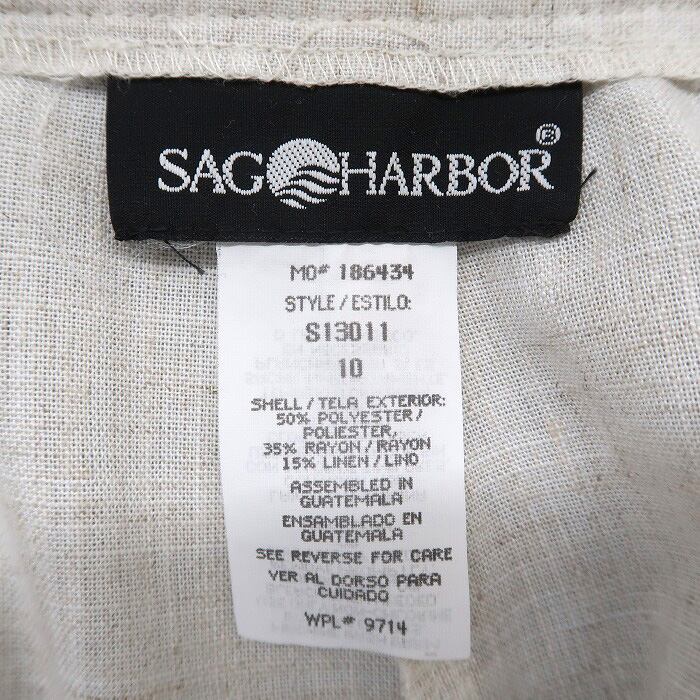 SAG HARBOR®
MO# 186434
STYLE/ESTILO:
S13011
10
SHELL/TELA EXTERIOR:
50% POLYESTER/
POLIESTER,
35% RAYON/RAYON
15% LINEN/LINO
ASSEMBLED IN
GUATEMALA
ENSAMBLADO EN
GUATEMALA
SEE REVERSE FOR CARE
VER AL DORSO PARA
CUIDADO
WPL# 9714